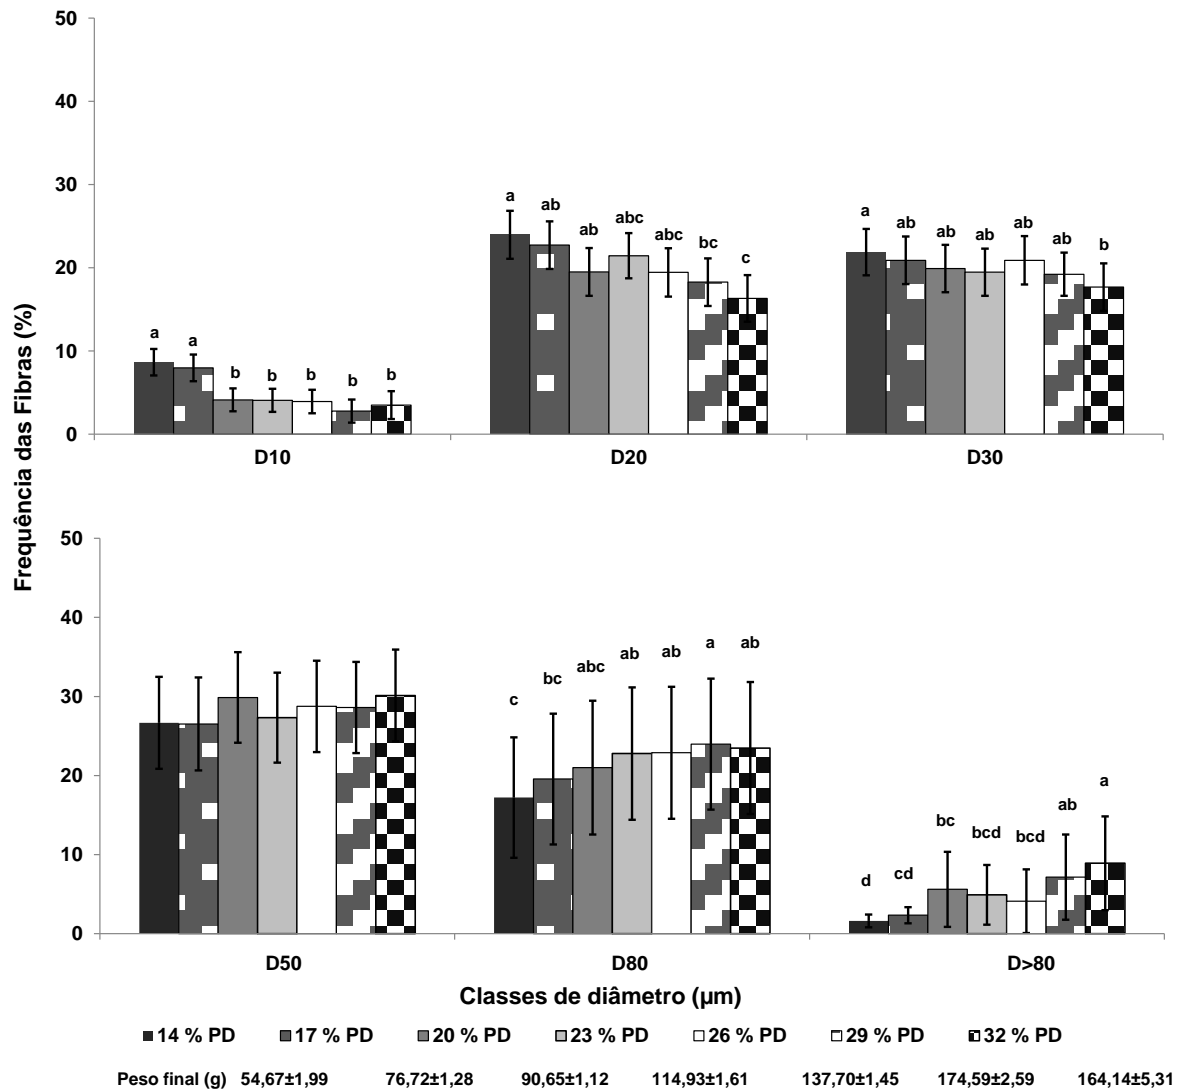 50
40
30
20
10
0
a a b b b b b
a ab ab abc abc bc c
a ab ab ab ab ab b
D10 D20 D30
Frequência das Fibras (%)
50
40
30
20
10
0
c bc abc ab ab a ab
d cd bc bcd bcd ab a
D50 D80 D>80
Classes de diâmetro (µm)
14 % PD 17 % PD 20 % PD 23 % PD 26 % PD 29 % PD 32 % PD
Peso final (g) 54,67±1,99 76,72±1,28 90,65±1,12 114,93±1,61 137,70±1,45 174,59±2,59 164,14±5,31